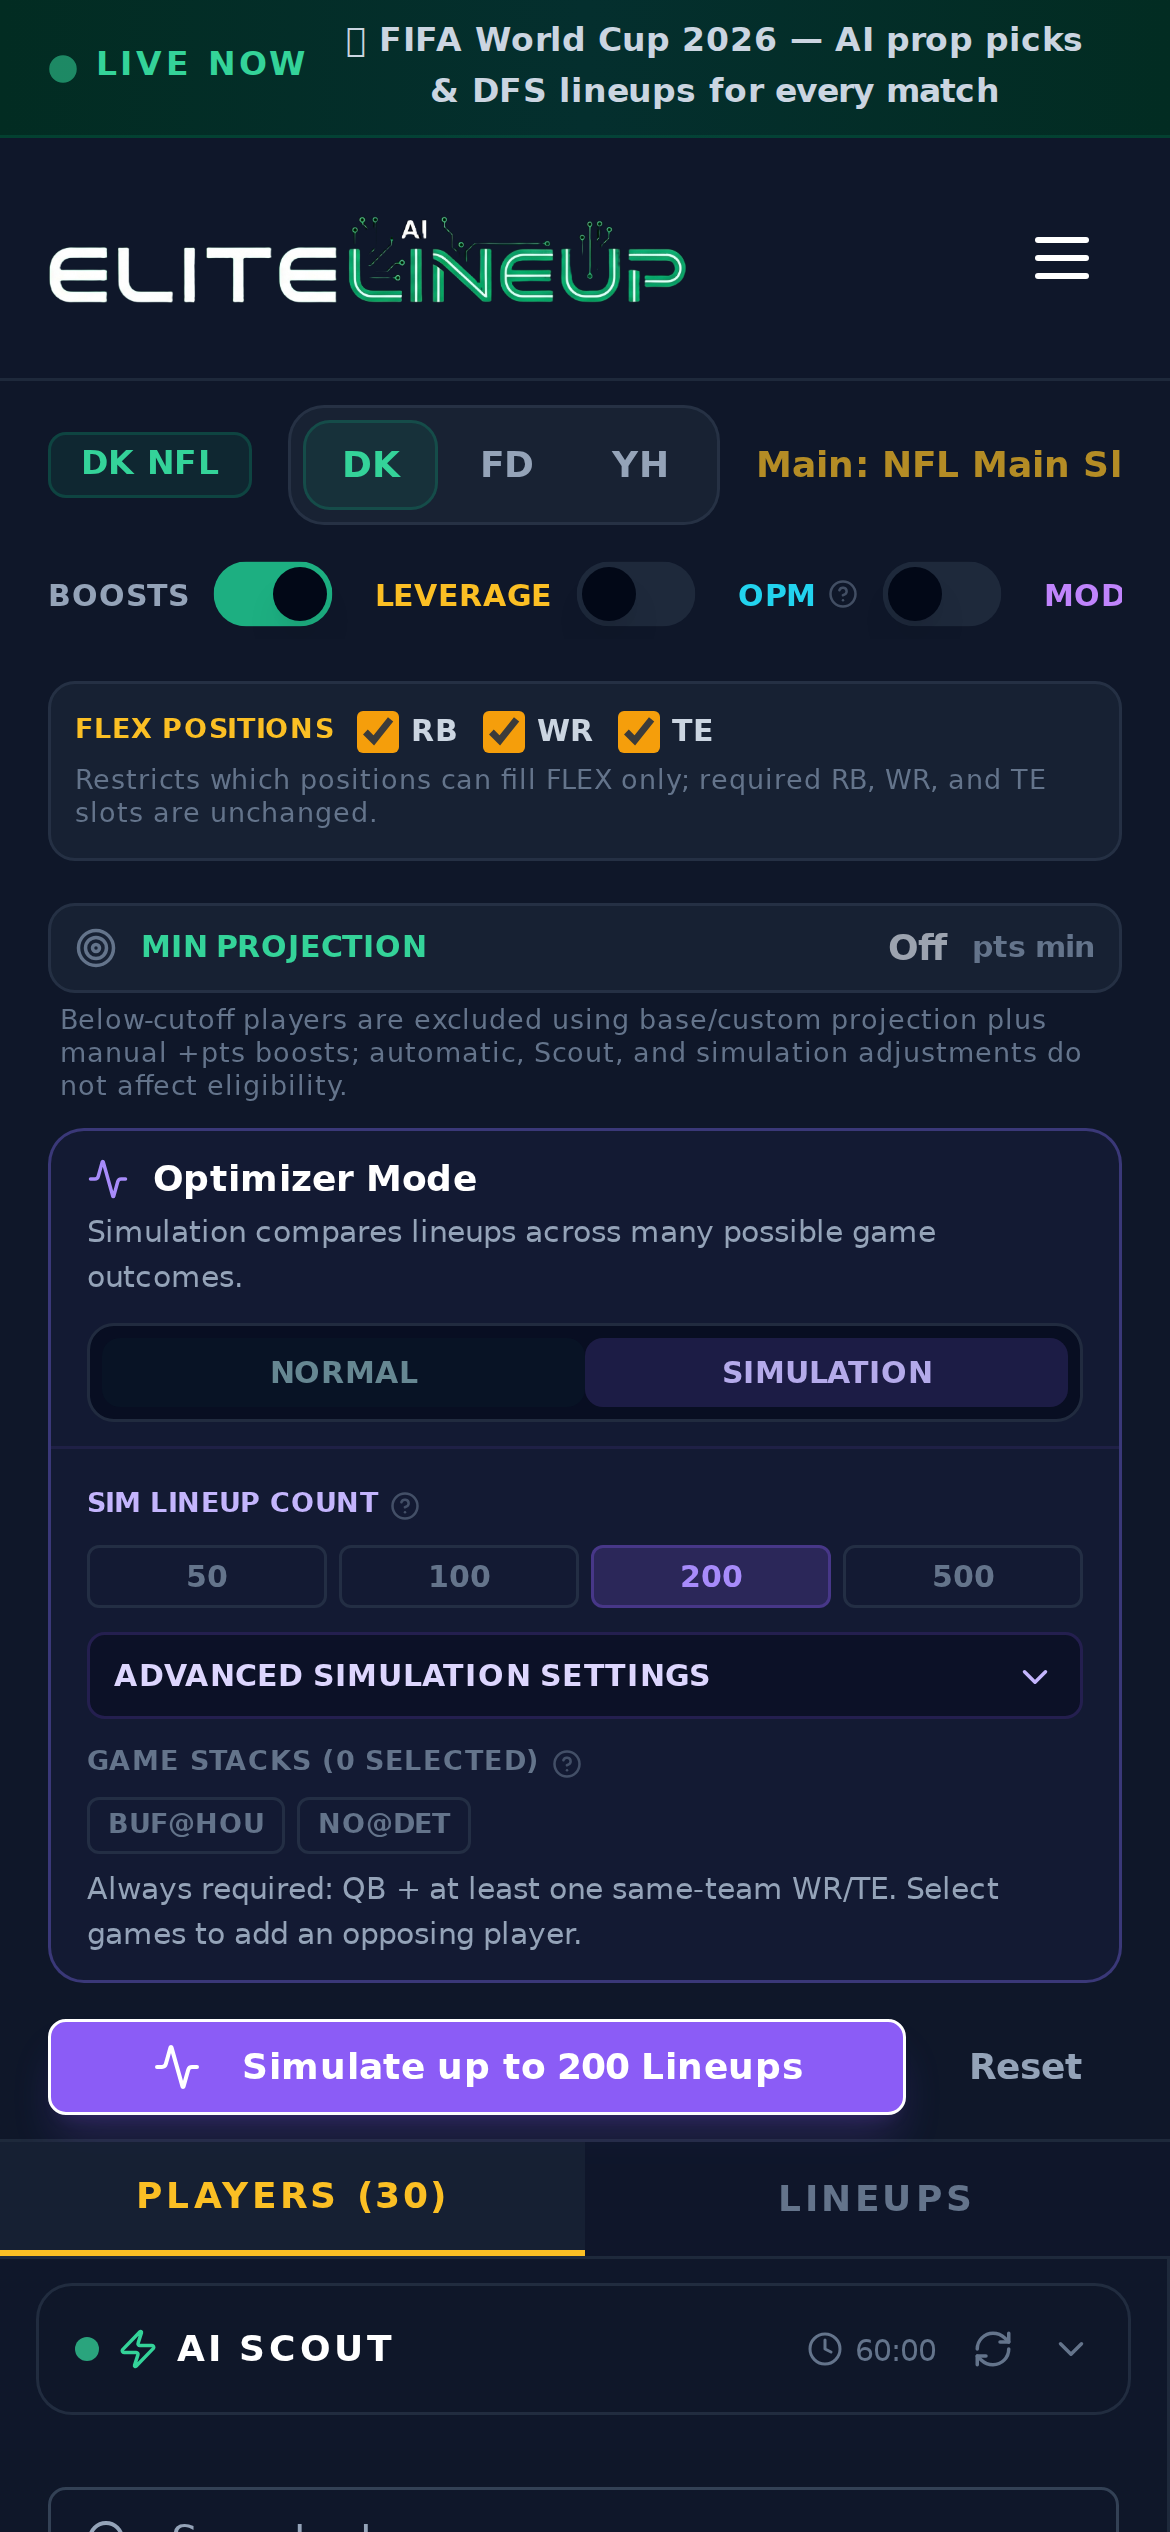 LIVE NOW
FIFA World Cup 2026 — AI prop picks
& DFS lineups for every match
ELITE LINEUP AI
DK NFL DK FD YH Main: NFL Main Sl
BOOSTS LEVERAGE OPM ? MOD
FLEX POSITIONS RB WR TE
Restricts which positions can fill FLEX only; required RB, WR, and TE
slots are unchanged.
MIN PROJECTION Off pts min
Below-cutoff players are excluded using base/custom projection plus
manual +pts boosts; automatic, Scout, and simulation adjustments do
not affect eligibility.
Optimizer Mode
Simulation compares lineups across many possible game
outcomes.
NORMAL SIMULATION
SIM LINEUP COUNT ?
50 100 200 500
ADVANCED SIMULATION SETTINGS
GAME STACKS (0 SELECTED) ?
BUF@HOU NO@DET
Always required: QB + at least one same-team WR/TE. Select
games to add an opposing player.
Simulate up to 200 Lineups Reset
PLAYERS (30) LINEUPS
AI SCOUT 60:00